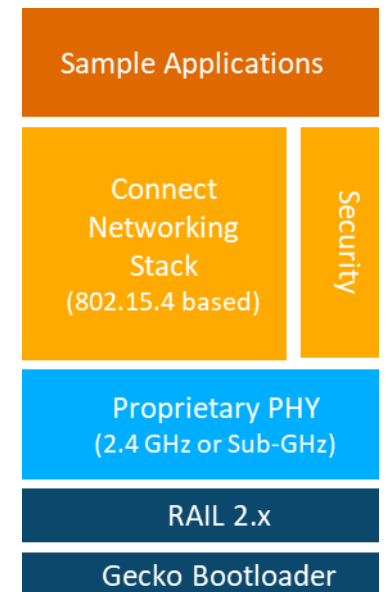 Sample Applications
Connect
Networking
Stack
(802.15.4 based)
Security
Proprietary PHY
(2.4 GHz or Sub-GHz)
RAIL 2.x
Gecko Bootloader